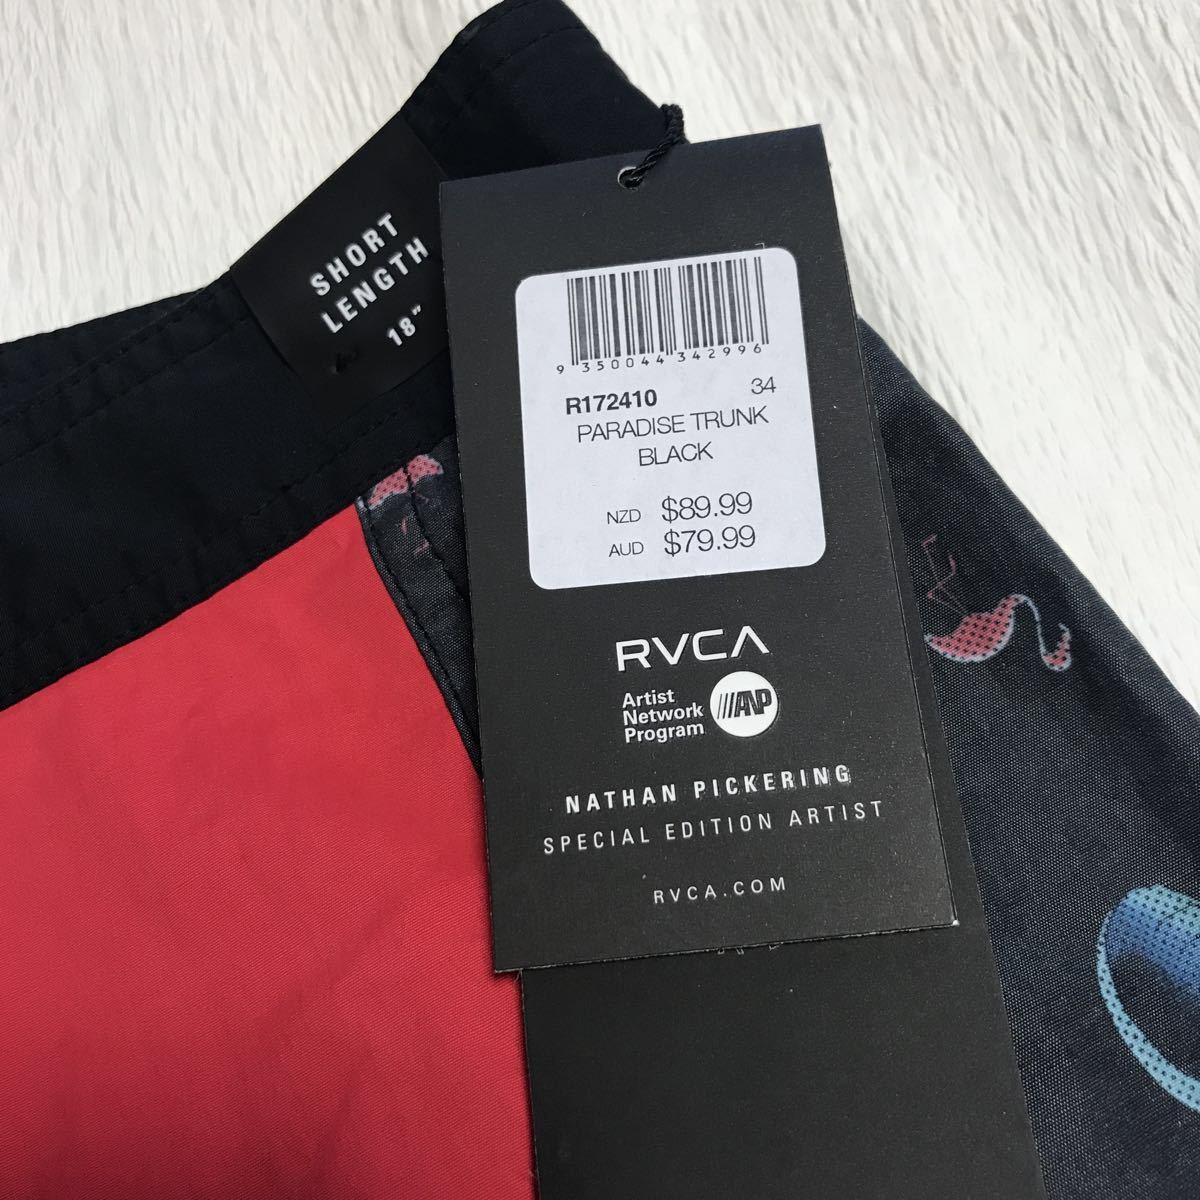 SHORT
LENGTH
18"
9 350044 342996
R172410 34
PARADISE TRUNK
BLACK
NZD $89.99
AUD $79.99
RVCA
Artist
Network
Program
ANP
NATHAN PICKERING
SPECIAL EDITION ARTIST
RVCA.COM